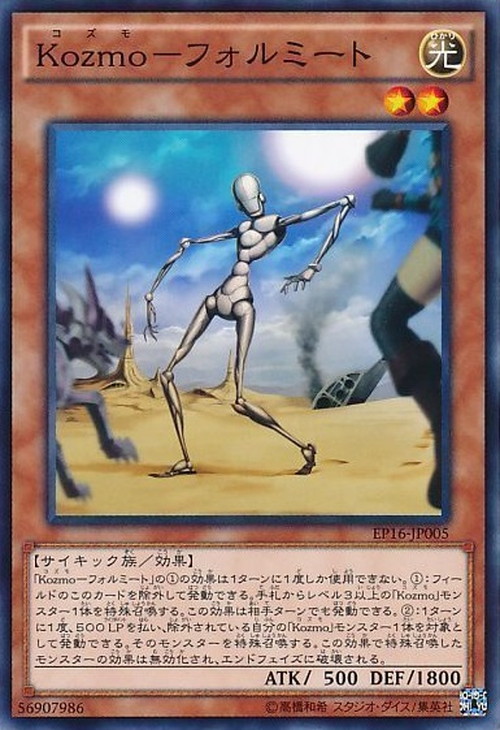 コズモ
Kozmo－フォルミート
ひかり
光
EP16-JP005
【サイキック族／効果】
「Kozmo－フォルミート」の①の効果は1ターンに1度しか使用できない。①：フィー
ルドのこのカードを除外して発動できる。手札からレベル3以上の「Kozmo」モン
スター1体を特殊召喚する。この効果は相手ターンでも発動できる。②：1ターン
に1度、500LPを払い、除外されている自分の「Kozmo」モンスター1体を対象と
して発動できる。そのモンスターを特殊召喚する。この効果で特殊召喚した
モンスターの効果は無効化され、エンドフェイズに破壊される。
ATK/ 500 DEF/1800
56907986 ©高橋和希 スタジオ・ダイス/集英社